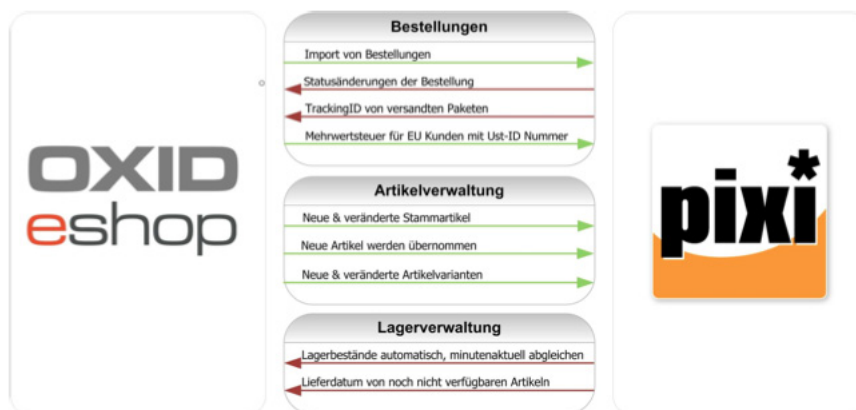 OXID
eshop
Bestellungen
Import von Bestellungen
Statusänderungen der Bestellung
TrackingID von versandten Paketen
Mehrwertsteuer für EU Kunden mit Ust-ID Nummer
Artikelverwaltung
Neue & veränderte Stammartikel
Neue Artikel werden übernommen
Neue & veränderte Artikelvarianten
Lagerverwaltung
Lagerbestände automatisch, minutenaktuell abgleichen
Lieferdatum von noch nicht verfügbaren Artikeln
pixi*